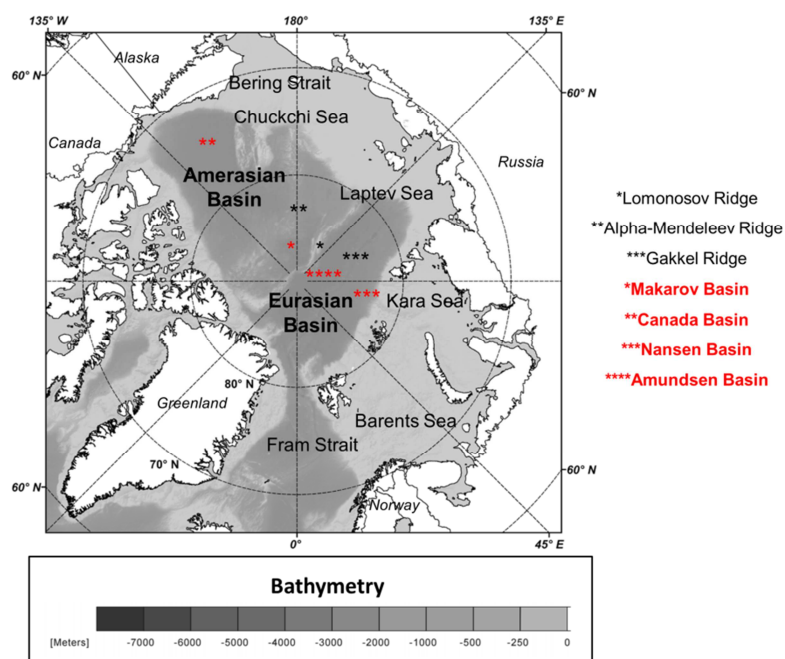 135° W
180°
135° E
Alaska
60° N
Bering Strait
60° N
Chuckchi Sea
Canada
**
Russia
Amerasian
Basin
Laptev Sea
**
*
*
***
****
Eurasian
Basin
***
Kara Sea
80° N
Greenland
Barents Sea
Fram Strait
70° N
60° N
60° N
Norway
0°
45° E
*Lomonosov Ridge
**Alpha-Mendeleev Ridge
***Gakkel Ridge
*Makarov Basin
**Canada Basin
***Nansen Basin
****Amundsen Basin
Bathymetry
[Meters] -7000 -6000 -5000 -4000 -3000 -2000 -1000 -500 -250 0